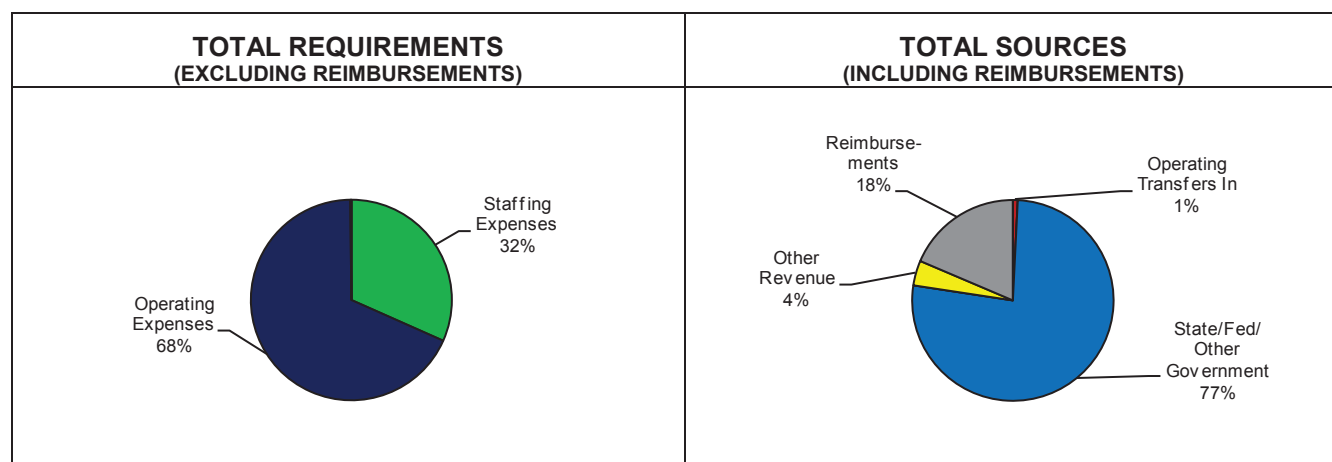 TOTAL REQUIREMENTS
(EXCLUDING REIMBURSEMENTS)
Staffing
Expenses
32%
Operating
Expenses
68%
TOTAL SOURCES
(INCLUDING REIMBURSEMENTS)
Reimburse-
ments
18%
Operating
Transfers In
1%
Other
Revenue
4%
State/Fed/
Other
Government
77%